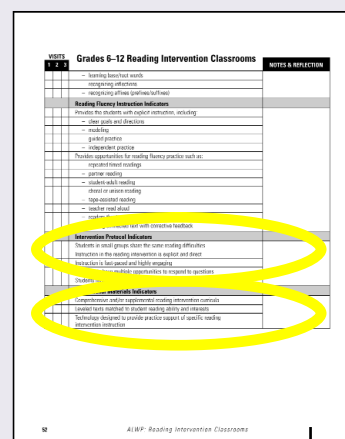 VISITS
1 2 3
Grades 6–12 Reading Intervention Classrooms
NOTES & REFLECTION
– learning base/root words
recognizing inflections
– recognizing affixes (prefixes/suffixes)
Reading Fluency Instruction Indicators
Provides the students with explicit instruction, including:
– clear goals and directions
– modeling
guided practice
– independent practice
Provides opportunities for reading fluency practice such as:
repeated timed readings
– partner reading
– student-adult reading
choral or unison reading
– tape-assisted reading
– teacher read aloud
– readers
text with corrective feedback
Intervention Protocol Indicators
Students in small groups share the same reading difficulties
Instruction in the reading intervention is explicit and direct
Instruction is fast-paced and highly engaging
multiple opportunities to respond to questions
Students
Materials Indicators
Comprehensive and/or supplemental reading intervention curricula
Leveled texts matched to student reading ability and interests
Technology designed to provide practice support of specific reading
intervention instruction
52
ALWP: Reading Intervention Classrooms